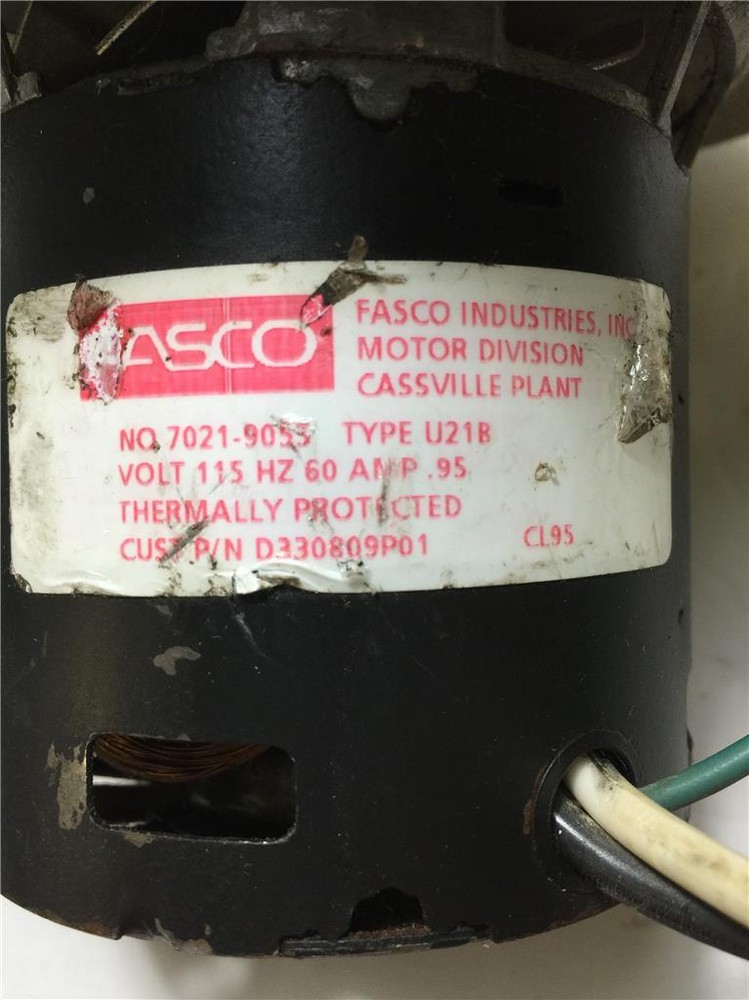 FASCO
FASCO INDUSTRIES, INC
MOTOR DIVISION
CASSVILLE PLANT
NO. 7021-9055 TYPE U21B
VOLT 115 HZ 60 AMP .95
THERMALLY PROTECTED
CUST P/N D330809P01
CL95